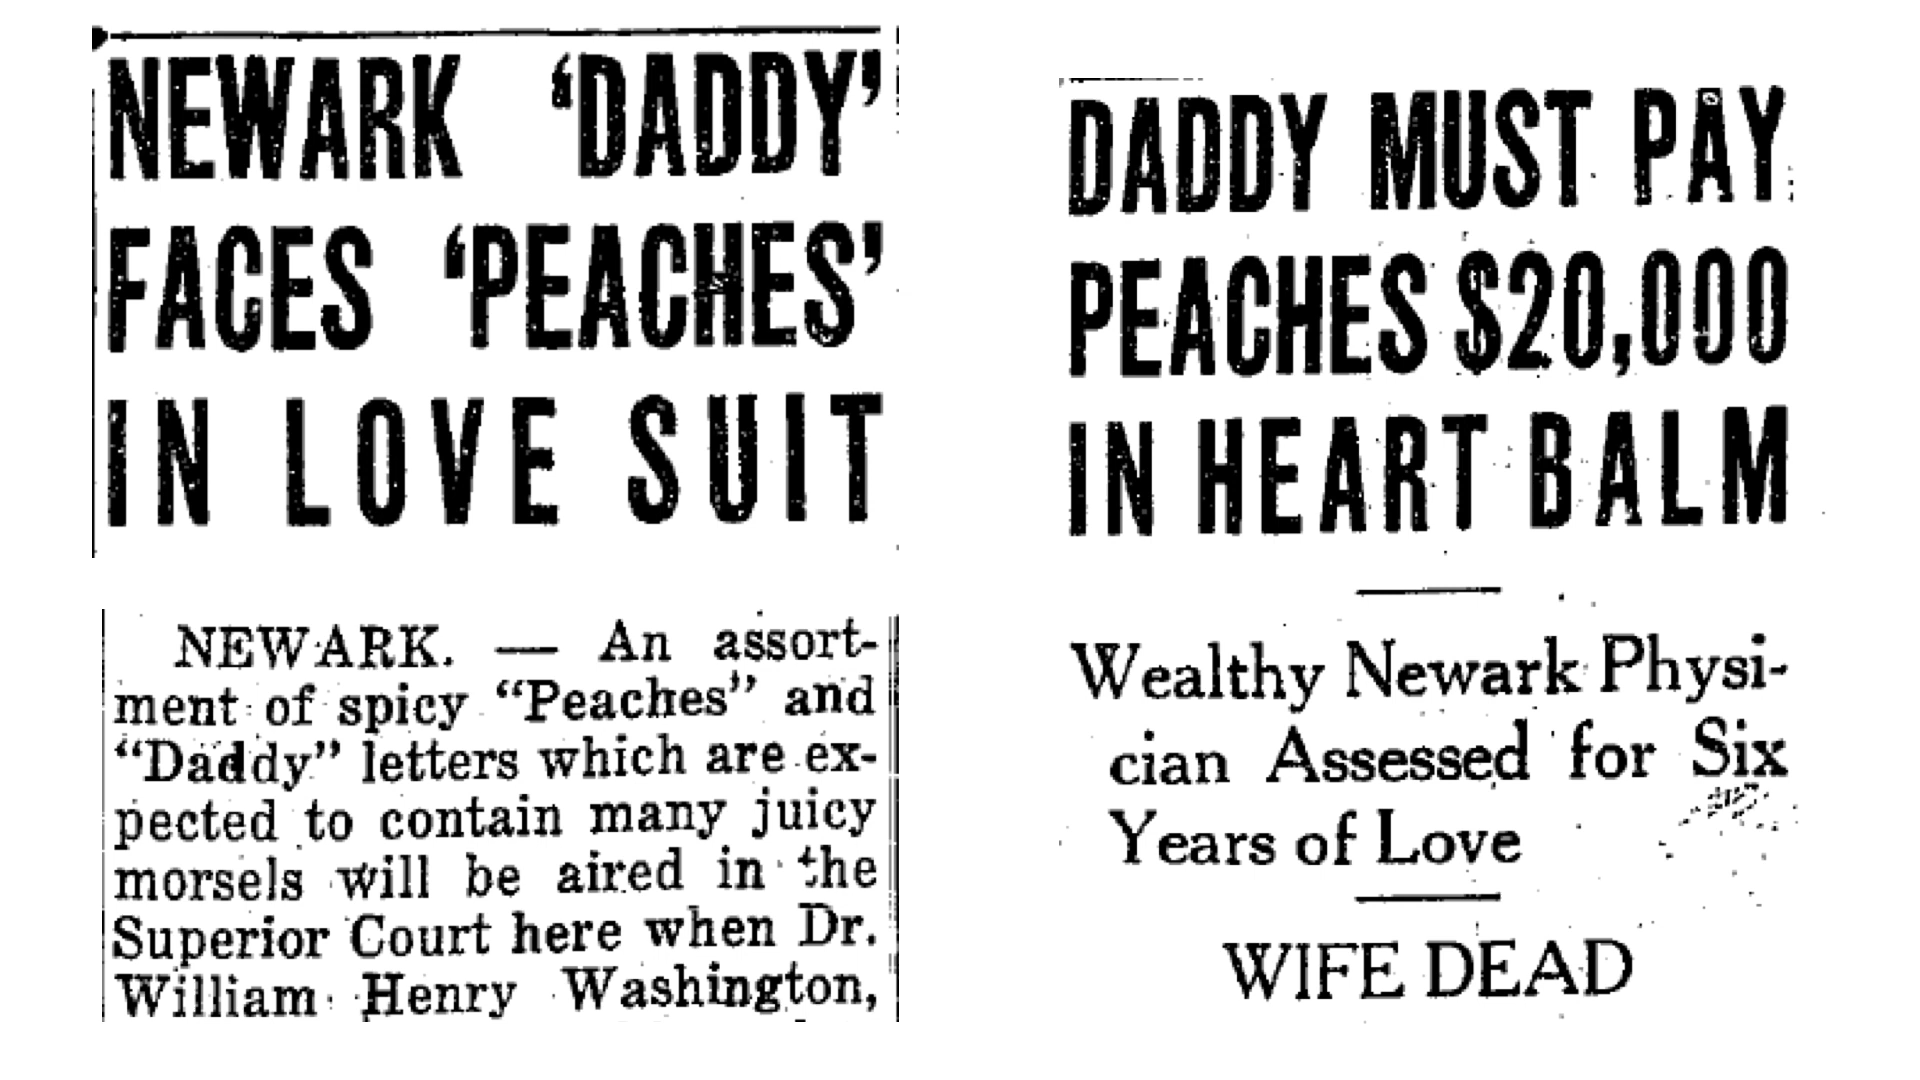 NEWARK 'DADDY'
FACES 'PEACHES'
IN LOVE SUIT
NEWARK. — An assort-
ment of spicy "Peaches" and
"Daddy" letters which are ex-
pected to contain many juicy
morsels will be aired in the
Superior Court here when Dr.
William Henry Washington,
DADDY MUST PAY
PEACHES $20,000
IN HEART BALM
Wealthy Newark Physi-
cian Assessed for Six
Years of Love
WIFE DEAD